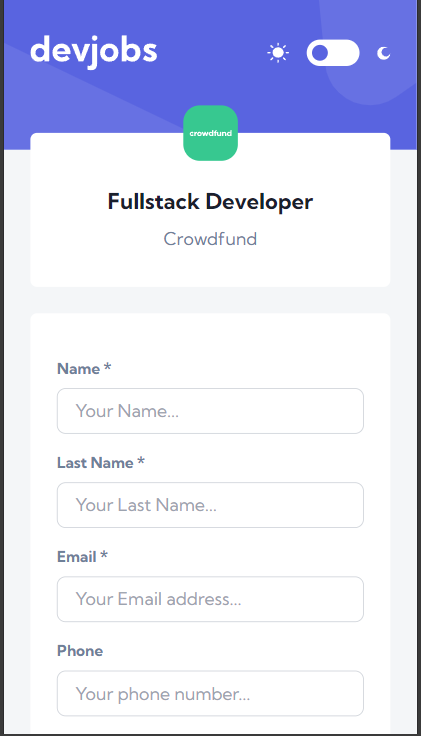 devjobs
crowdfund
Fullstack Developer
Crowdfund
Name *
Your Name...
Last Name *
Your Last Name...
Email *
Your Email address...
Phone
Your phone number...